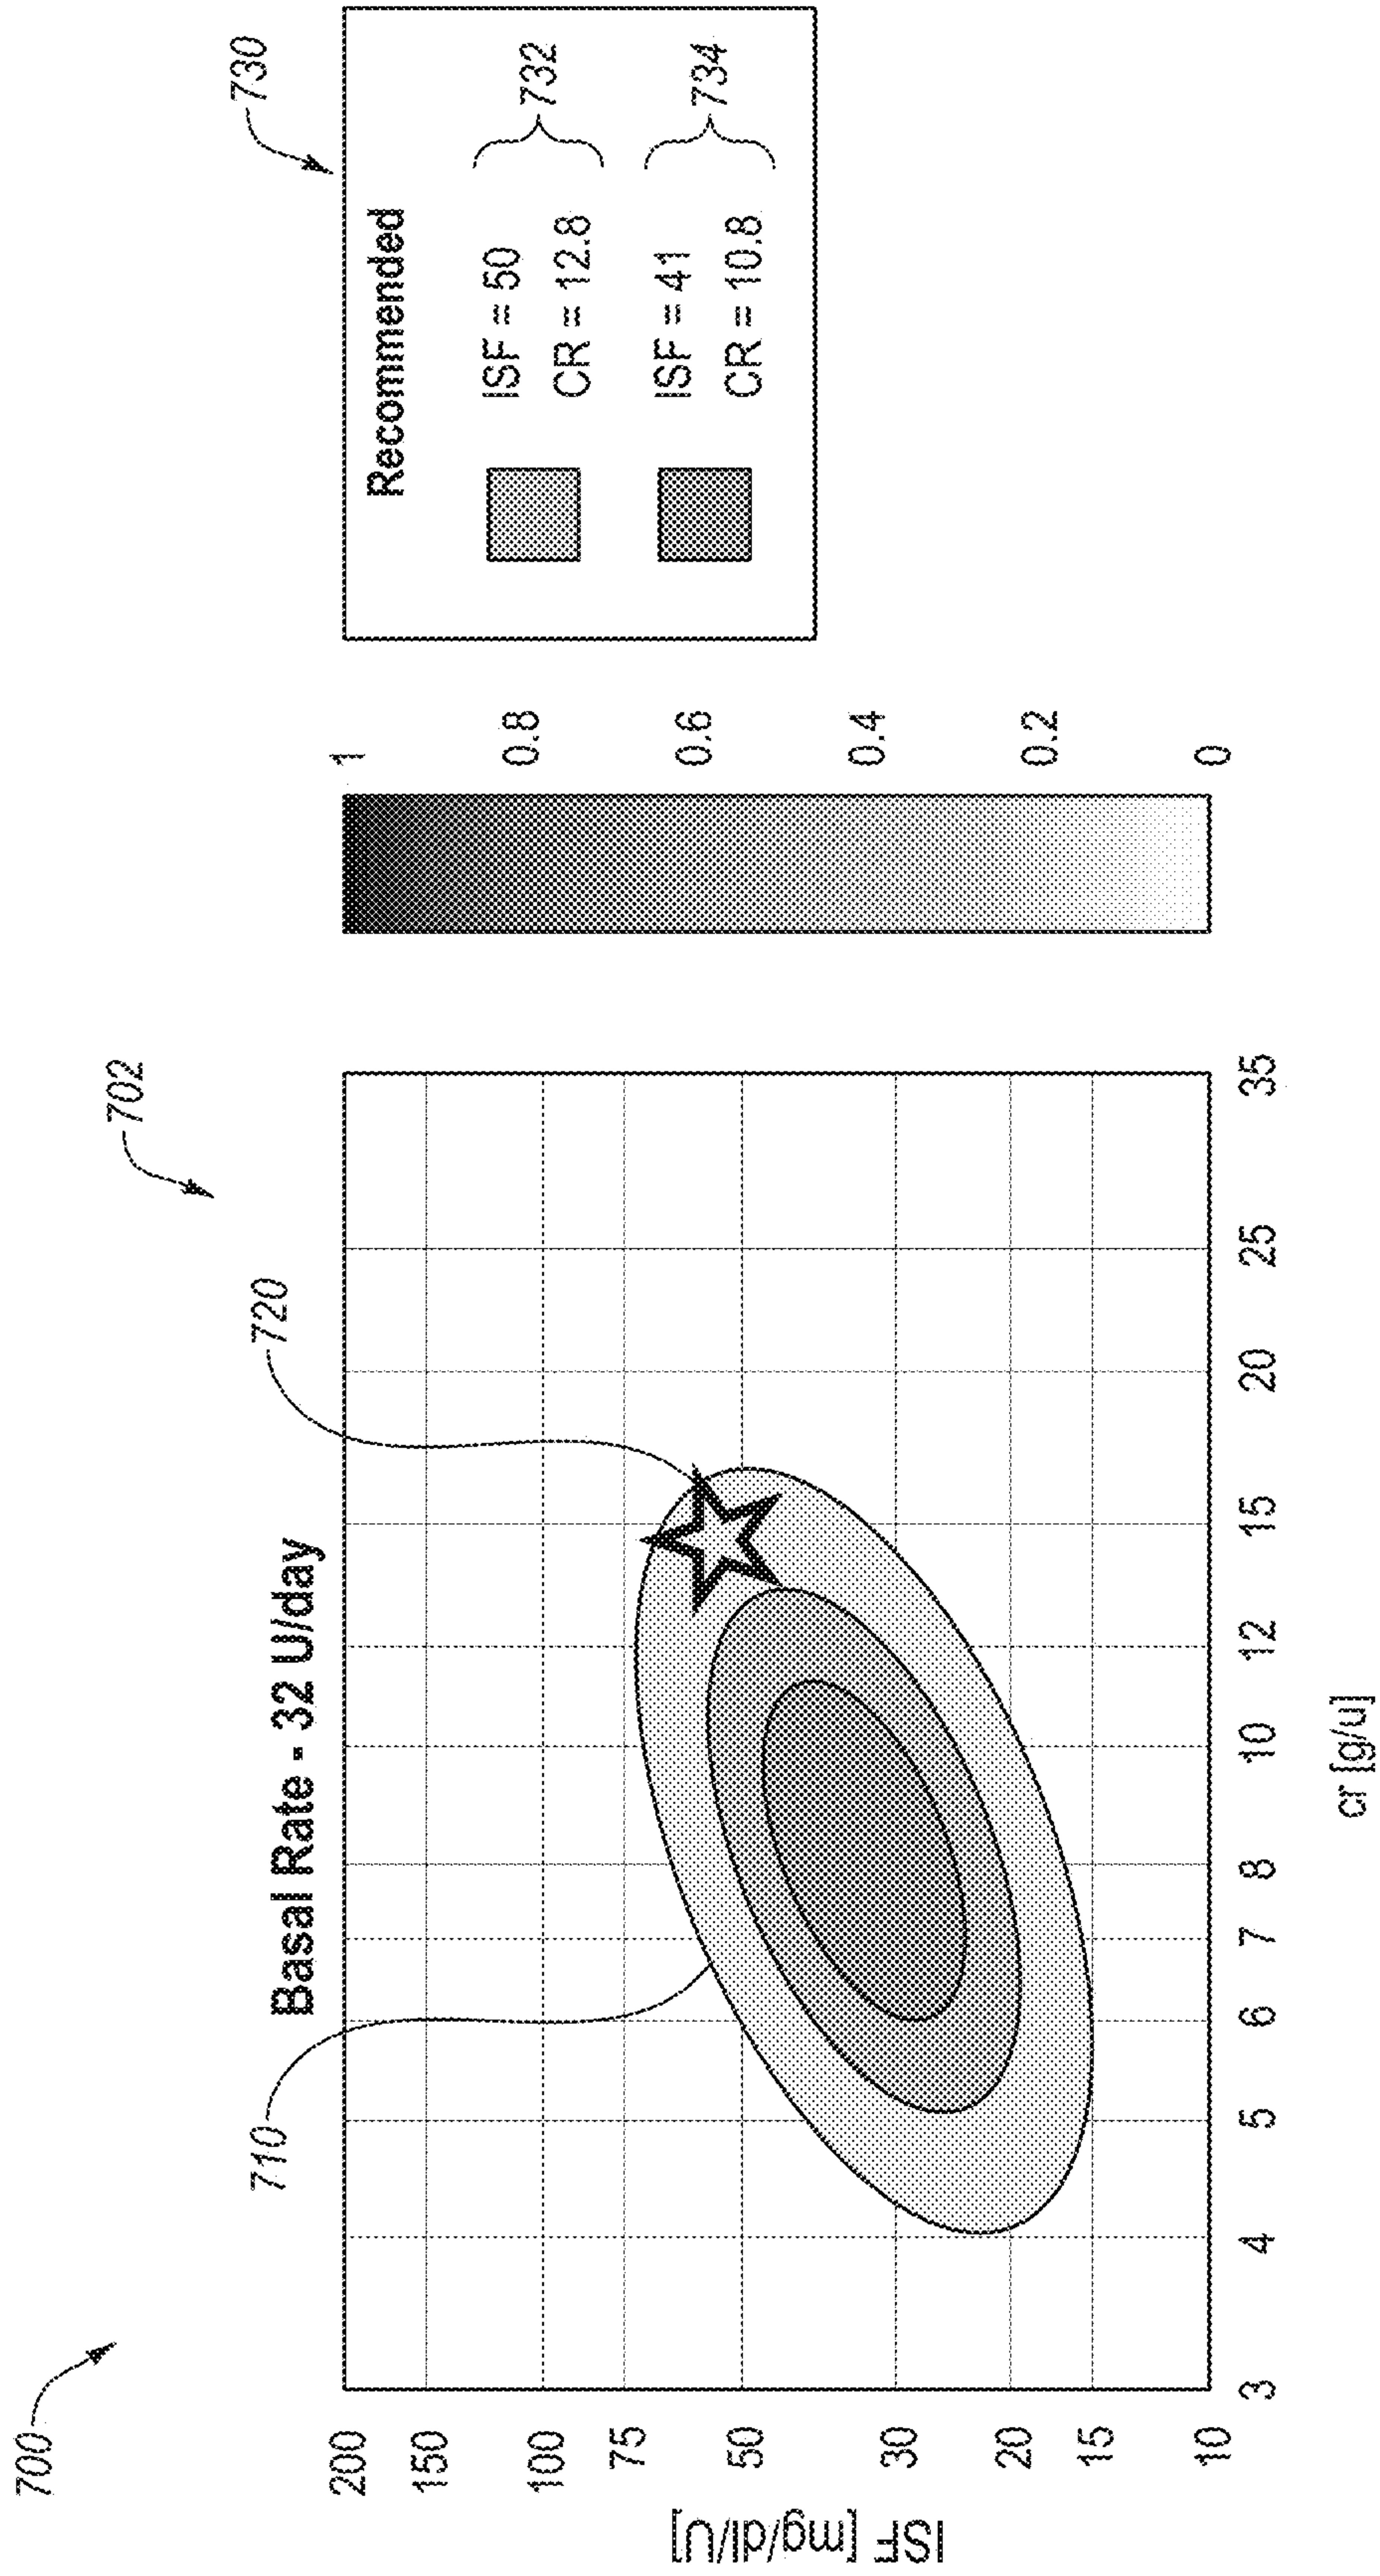 700
702
Basal Rate - 32 U/day
710
720
730
ISF [mg/dl/U]
200
150
100
75
50
30
20
15
10
3 4 5 6 7 8 10 12 15 20 25 35
cr [g/u]
1
0.8
0.6
0.4
0.2
0
Recommended
ISF = 50
CR = 12.8
732
ISF = 41
CR = 10.8
734